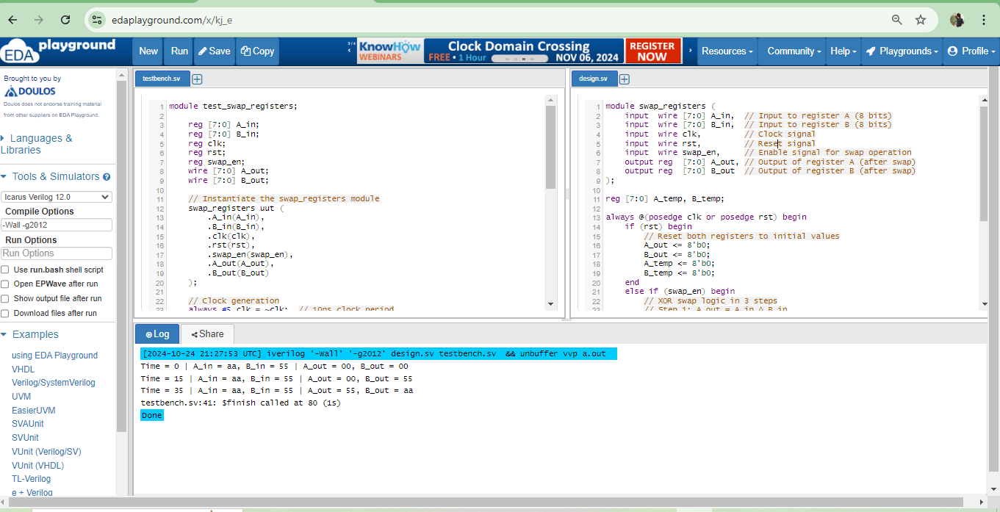 edaplayground.com/x/kj_e
EDA playground
New
Run
Save
Copy
3/4
KnowHow
WEBINARS
Clock Domain Crossing
FREE • 1 Hour
NOV 06, 2024
REGISTER
NOW
Resources
Community
Help
Playgrounds
Profile
Brought to you by
DOULOS
Doulos does not endorse training material
from other suppliers on EDA Playground.
Languages &
Libraries
Tools & Simulators
Icarus Verilog 12.0
Compile Options
-Wall -g2012
Run Options
Run Options
Use run.bash shell script
Open EPWave after run
Show output file after run
Download files after run
Examples
using EDA Playground
VHDL
Verilog/SystemVerilog
UVM
EasierUVM
SVAUnit
SVUnit
VUnit (Verilog/SV)
VUnit (VHDL)
TL-Verilog
e + Verilog
testbench.sv
1 module test_swap_registers;
2
3 reg [7:0] A_in;
4 reg [7:0] B_in;
5 reg clk;
6 reg rst;
7 reg swap_en;
8 wire [7:0] A_out;
9 wire [7:0] B_out;
10
11 // Instantiate the swap_registers module
12 swap_registers uut (
13 .A_in(A_in),
14 .B_in(B_in),
15 .clk(clk),
16 .rst(rst),
17 .swap_en(swap_en),
18 .A_out(A_out),
19 .B_out(B_out)
20 );
21
22 // Clock generation
23 always #5 clk = ~clk; // 10ns clock period
design.sv
1 module swap_registers (
2 input wire [7:0] A_in, // Input to register A (8 bits)
3 input wire [7:0] B_in, // Input to register B (8 bits)
4 input wire clk, // Clock signal
5 input wire rst, // Reset signal
6 input wire swap_en, // Enable signal for swap operation
7 output reg [7:0] A_out, // Output of register A (after swap)
8 output reg [7:0] B_out // Output of register B (after swap)
9 );
10
11 reg [7:0] A_temp, B_temp;
12
13 always @(posedge clk or posedge rst) begin
14 if (rst) begin
15 // Reset both registers to initial values
16 A_out <= 8'b0;
17 B_out <= 8'b0;
18 A_temp <= 8'b0;
19 B_temp <= 8'b0;
20 end
21 else if (swap_en) begin
22 // XOR swap logic in 3 steps
23 // Step 1: A_out = A_in ^ B_in
Log
Share
[2024-10-24 21:27:53 UTC] iverilog '-Wall' '-g2012' design.sv testbench.sv && unbuffer vvp a.out
Time = 0 | A_in = aa, B_in = 55 | A_out = 00, B_out = 00
Time = 15 | A_in = aa, B_in = 55 | A_out = 00, B_out = 55
Time = 35 | A_in = aa, B_in = 55 | A_out = 55, B_out = aa
testbench.sv:41: $finish called at 80 (1s)
Done